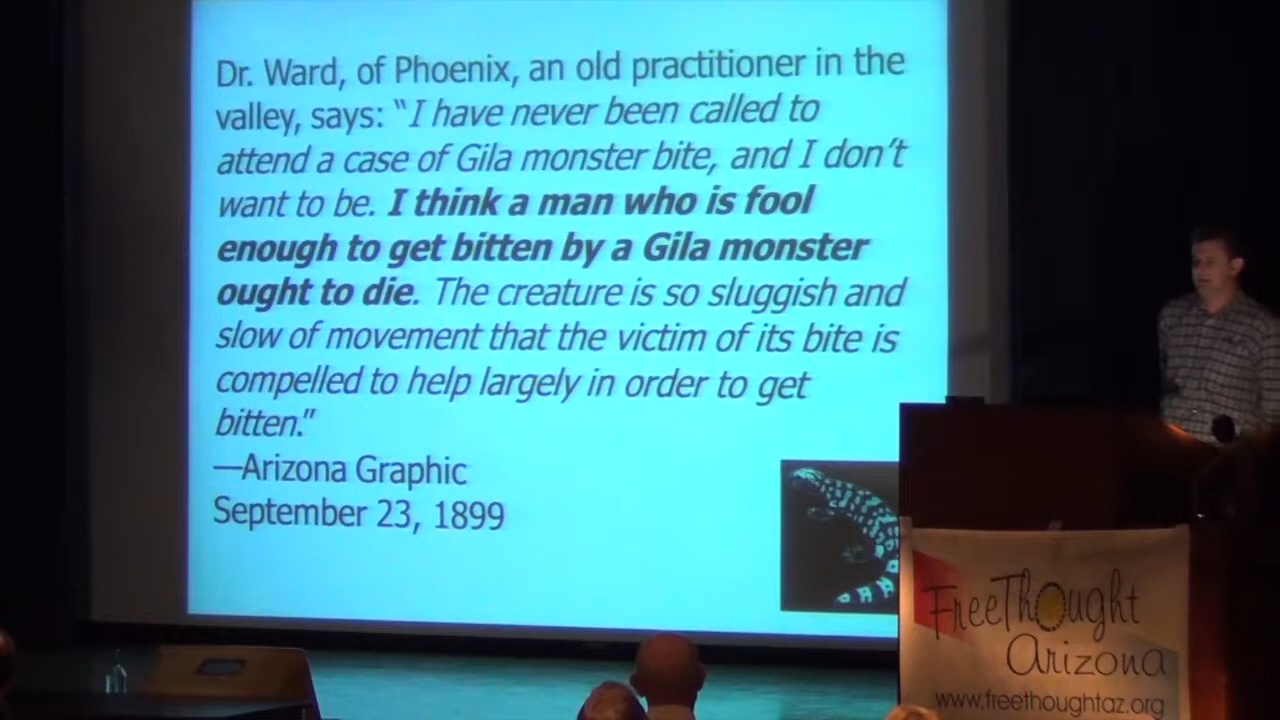 Dr. Ward, of Phoenix, an old practitioner in the
valley, says: “I have never been called to
attend a case of Gila monster bite, and I don’t
want to be. I think a man who is fool
enough to get bitten by a Gila monster
ought to die. The creature is so sluggish and
slow of movement that the victim of its bite is
compelled to help largely in order to get
bitten.”
—Arizona Graphic
September 23, 1899
FreeThought
Arizona
www.freethoughtaz.org